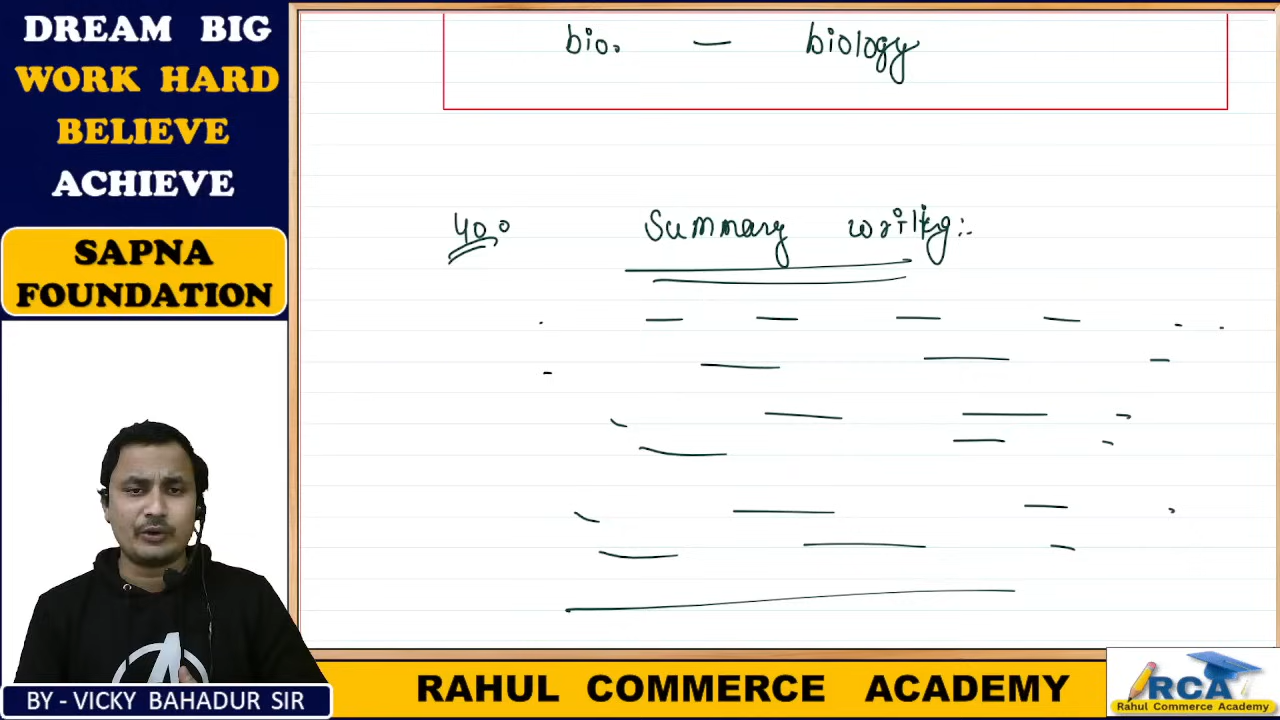 DREAM BIG
WORK HARD
BELIEVE
ACHIEVE
SAPNA
FOUNDATION
bio. — biology
40. Summary writing:-
BY - VICKY BAHADUR SIR
RAHUL COMMERCE ACADEMY
RCA
Rahul Commerce Academy